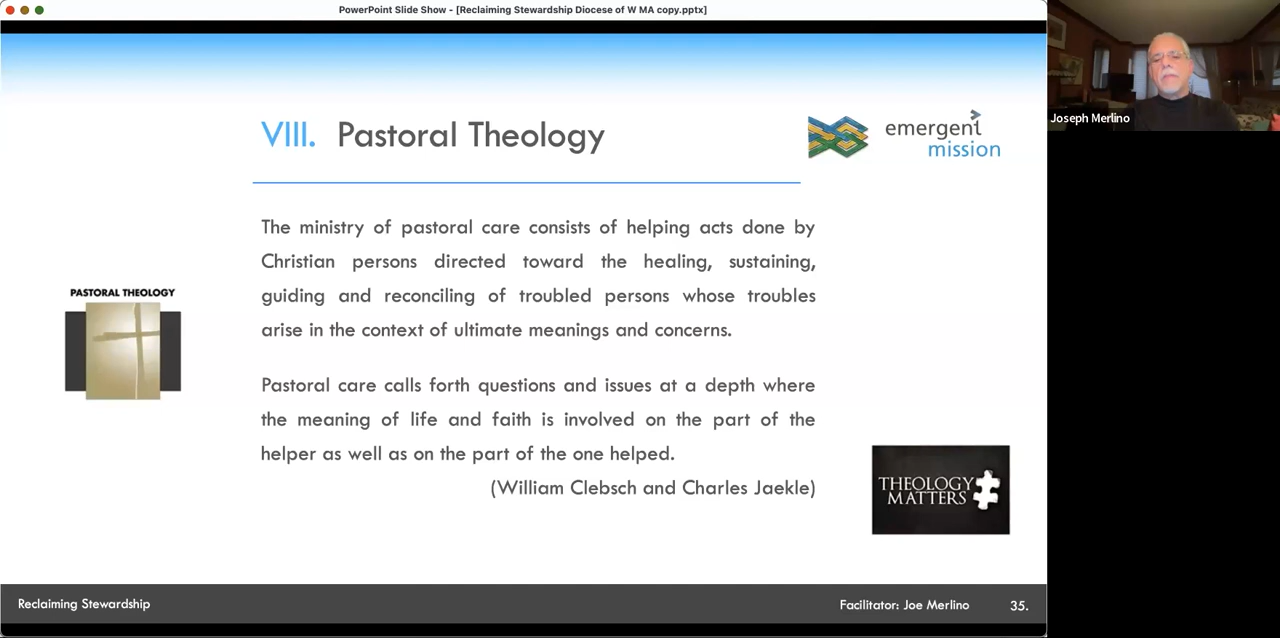 PowerPoint Slide Show - [Reclaiming Stewardship Diocese of W MA copy.pptx]
Joseph Merlino
VIII. Pastoral Theology
emergent
mission
The ministry of pastoral care consists of helping acts done by
Christian persons directed toward the healing, sustaining,
guiding and reconciling of troubled persons whose troubles
arise in the context of ultimate meanings and concerns.
PASTORAL THEOLOGY
Pastoral care calls forth questions and issues at a depth where
the meaning of life and faith is involved on the part of the
helper as well as on the part of the one helped.
(William Clebsch and Charles Jaekle)
THEOLOGY
MATTERS
Reclaiming Stewardship
Facilitator: Joe Merlino
35.